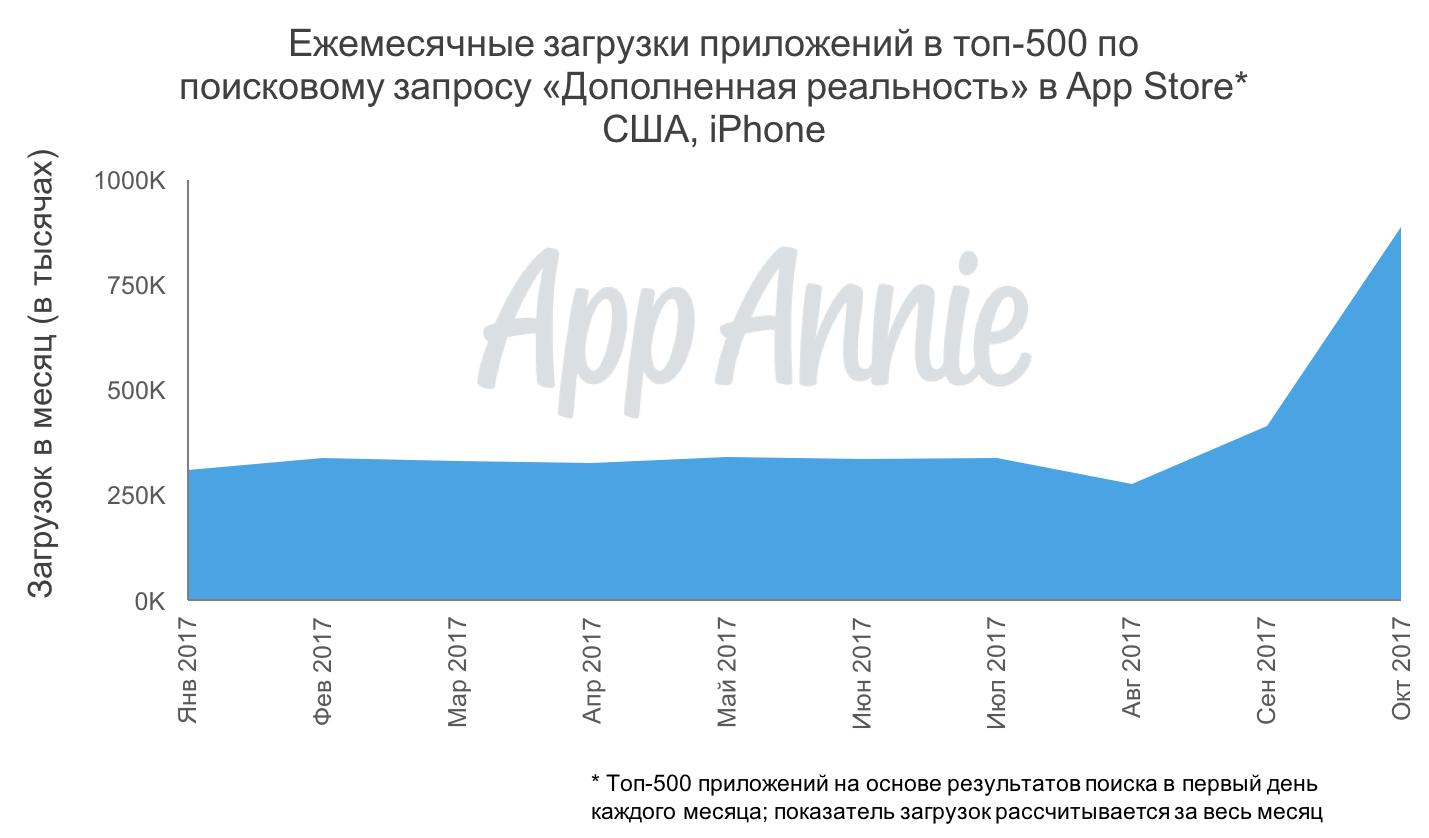 Ежемесячные загрузки приложений в топ-500 по
поисковому запросу «Дополненная реальность» в App Store*
США, iPhone
Загрузок в месяц (в тысячах)
1000K
750K
500K
250K
0K
App Annie
Янв 2017
Фев 2017
Мар 2017
Апр 2017
Май 2017
Июн 2017
Июл 2017
Авг 2017
Сен 2017
Окт 2017
* Топ-500 приложений на основе результатов поиска в первый день
каждого месяца; показатель загрузок рассчитывается за весь месяц